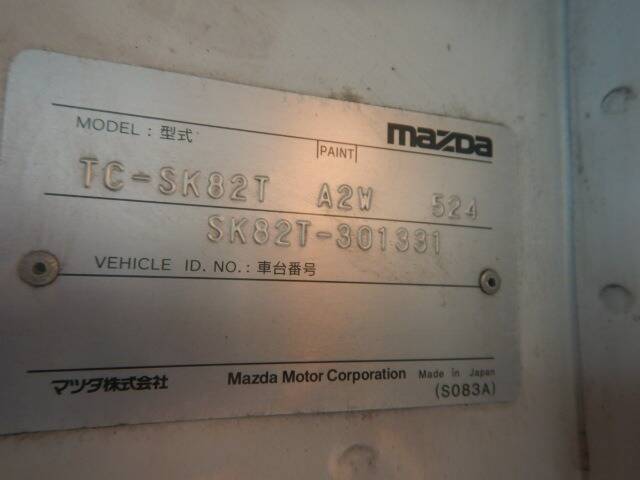 mazda
MODEL : 型式
PAINT
TC-SK82T A2W 524
SK82T-301331
VEHICLE ID. NO. : 車台番号
マツダ株式会社 Mazda Motor Corporation Made in Japan
(S083A)